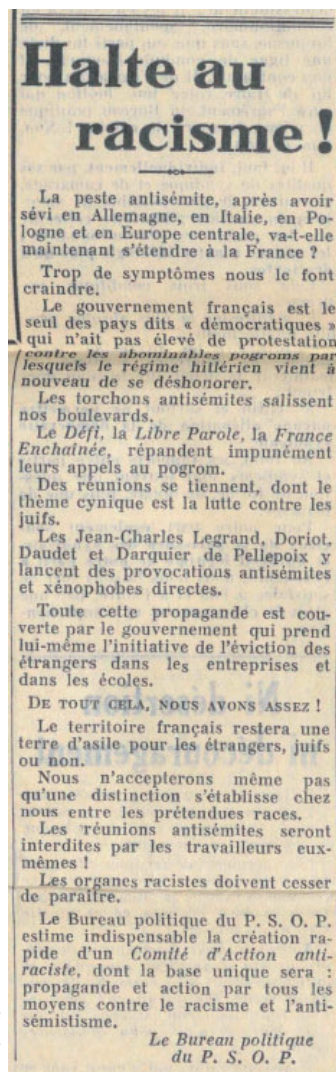 Halte au
racisme !
La peste antisémite, après avoir
sévi en Allemagne, en Italie, en Po-
logne et en Europe centrale, va-t-elle
maintenant s'étendre à la France ?
Trop de symptômes nous le font
craindre.
Le gouvernement français est le
seul des pays dits « démocratiques »
qui n'ait pas élevé de protestation
contre les abominables pogroms par
lesquels le régime hitlérien vient à
nouveau de se déshonorer.
Les torchons antisémites salissent
nos boulevards.
Le Défi, la Libre Parole, la France
Enchaînée, répandent impunément
leurs appels au pogrom.
Des réunions se tiennent, dont le
thème cynique est la lutte contre les
juifs.
Les Jean-Charles Legrand, Doriot,
Daudet et Darquier de Pellepoix y
lancent des provocations antisémites
et xénophobes directes.
Toute cette propagande est cou-
verte par le gouvernement qui prend
lui-même l'initiative de l'éviction des
étrangers dans les entreprises et
dans les écoles.
DE TOUT CELA, NOUS AVONS ASSEZ !
Le territoire français restera une
terre d'asile pour les étrangers, juifs
ou non.
Nous n'accepterons même pas
qu'une distinction s'établisse chez
nous entre les prétendues races.
Les réunions antisémites seront
interdites par les travailleurs eux-
mêmes !
Les organes racistes doivent cesser
de paraître.
Le Bureau politique du P. S. O. P.
estime indispensable la création ra-
pide d'un Comité d'Action anti-
raciste, dont la base unique sera :
propagande et action par tous les
moyens contre le racisme et l'anti-
sémistisme.
Le Bureau politique
du P. S. O. P.